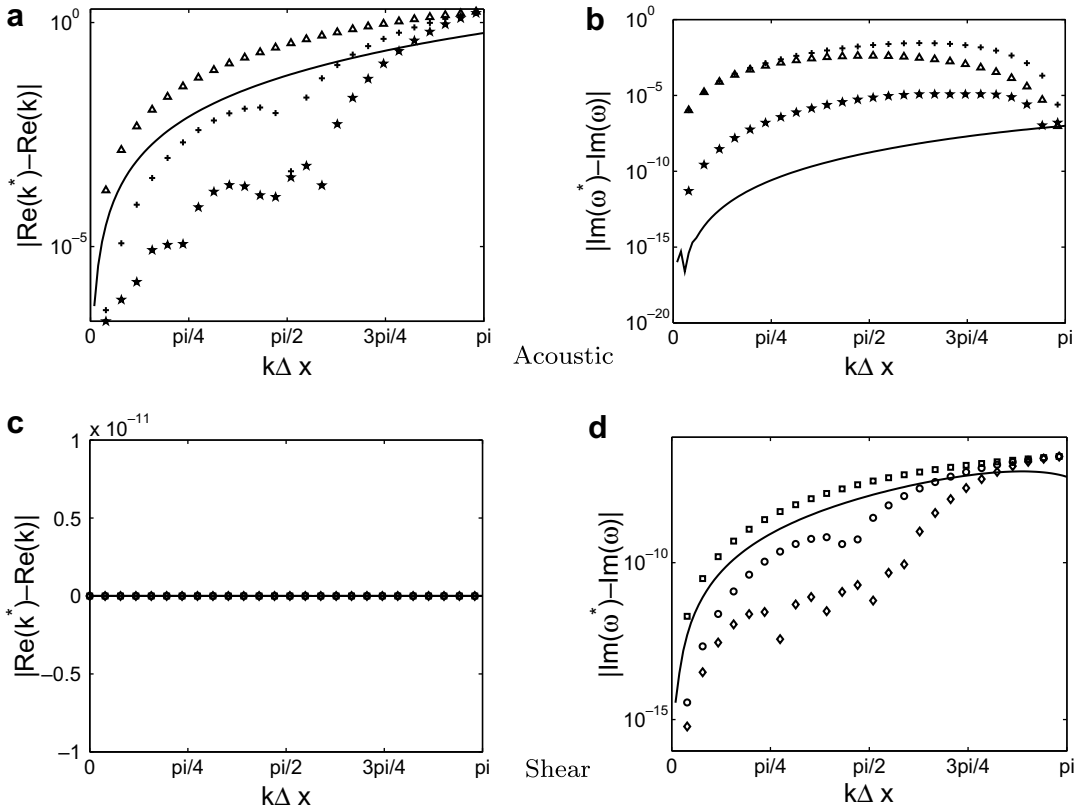 a
|Re(k*)−Re(k)|
10^0
10^−5
0 pi/4 pi/2 3pi/4 pi
kΔ x
b
|Im(ω*)−Im(ω)|
10^0
10^−5
10^−10
10^−15
10^−20
0 pi/4 pi/2 3pi/4 pi
kΔ x
Acoustic
c
x 10^−11
|Re(k*)−Re(k)|
1
0.5
0
−0.5
−1
0 pi/4 pi/2 3pi/4 pi
kΔ x
d
|Im(ω*)−Im(ω)|
10^−10
10^−15
0 pi/4 pi/2 3pi/4 pi
kΔ x
Shear